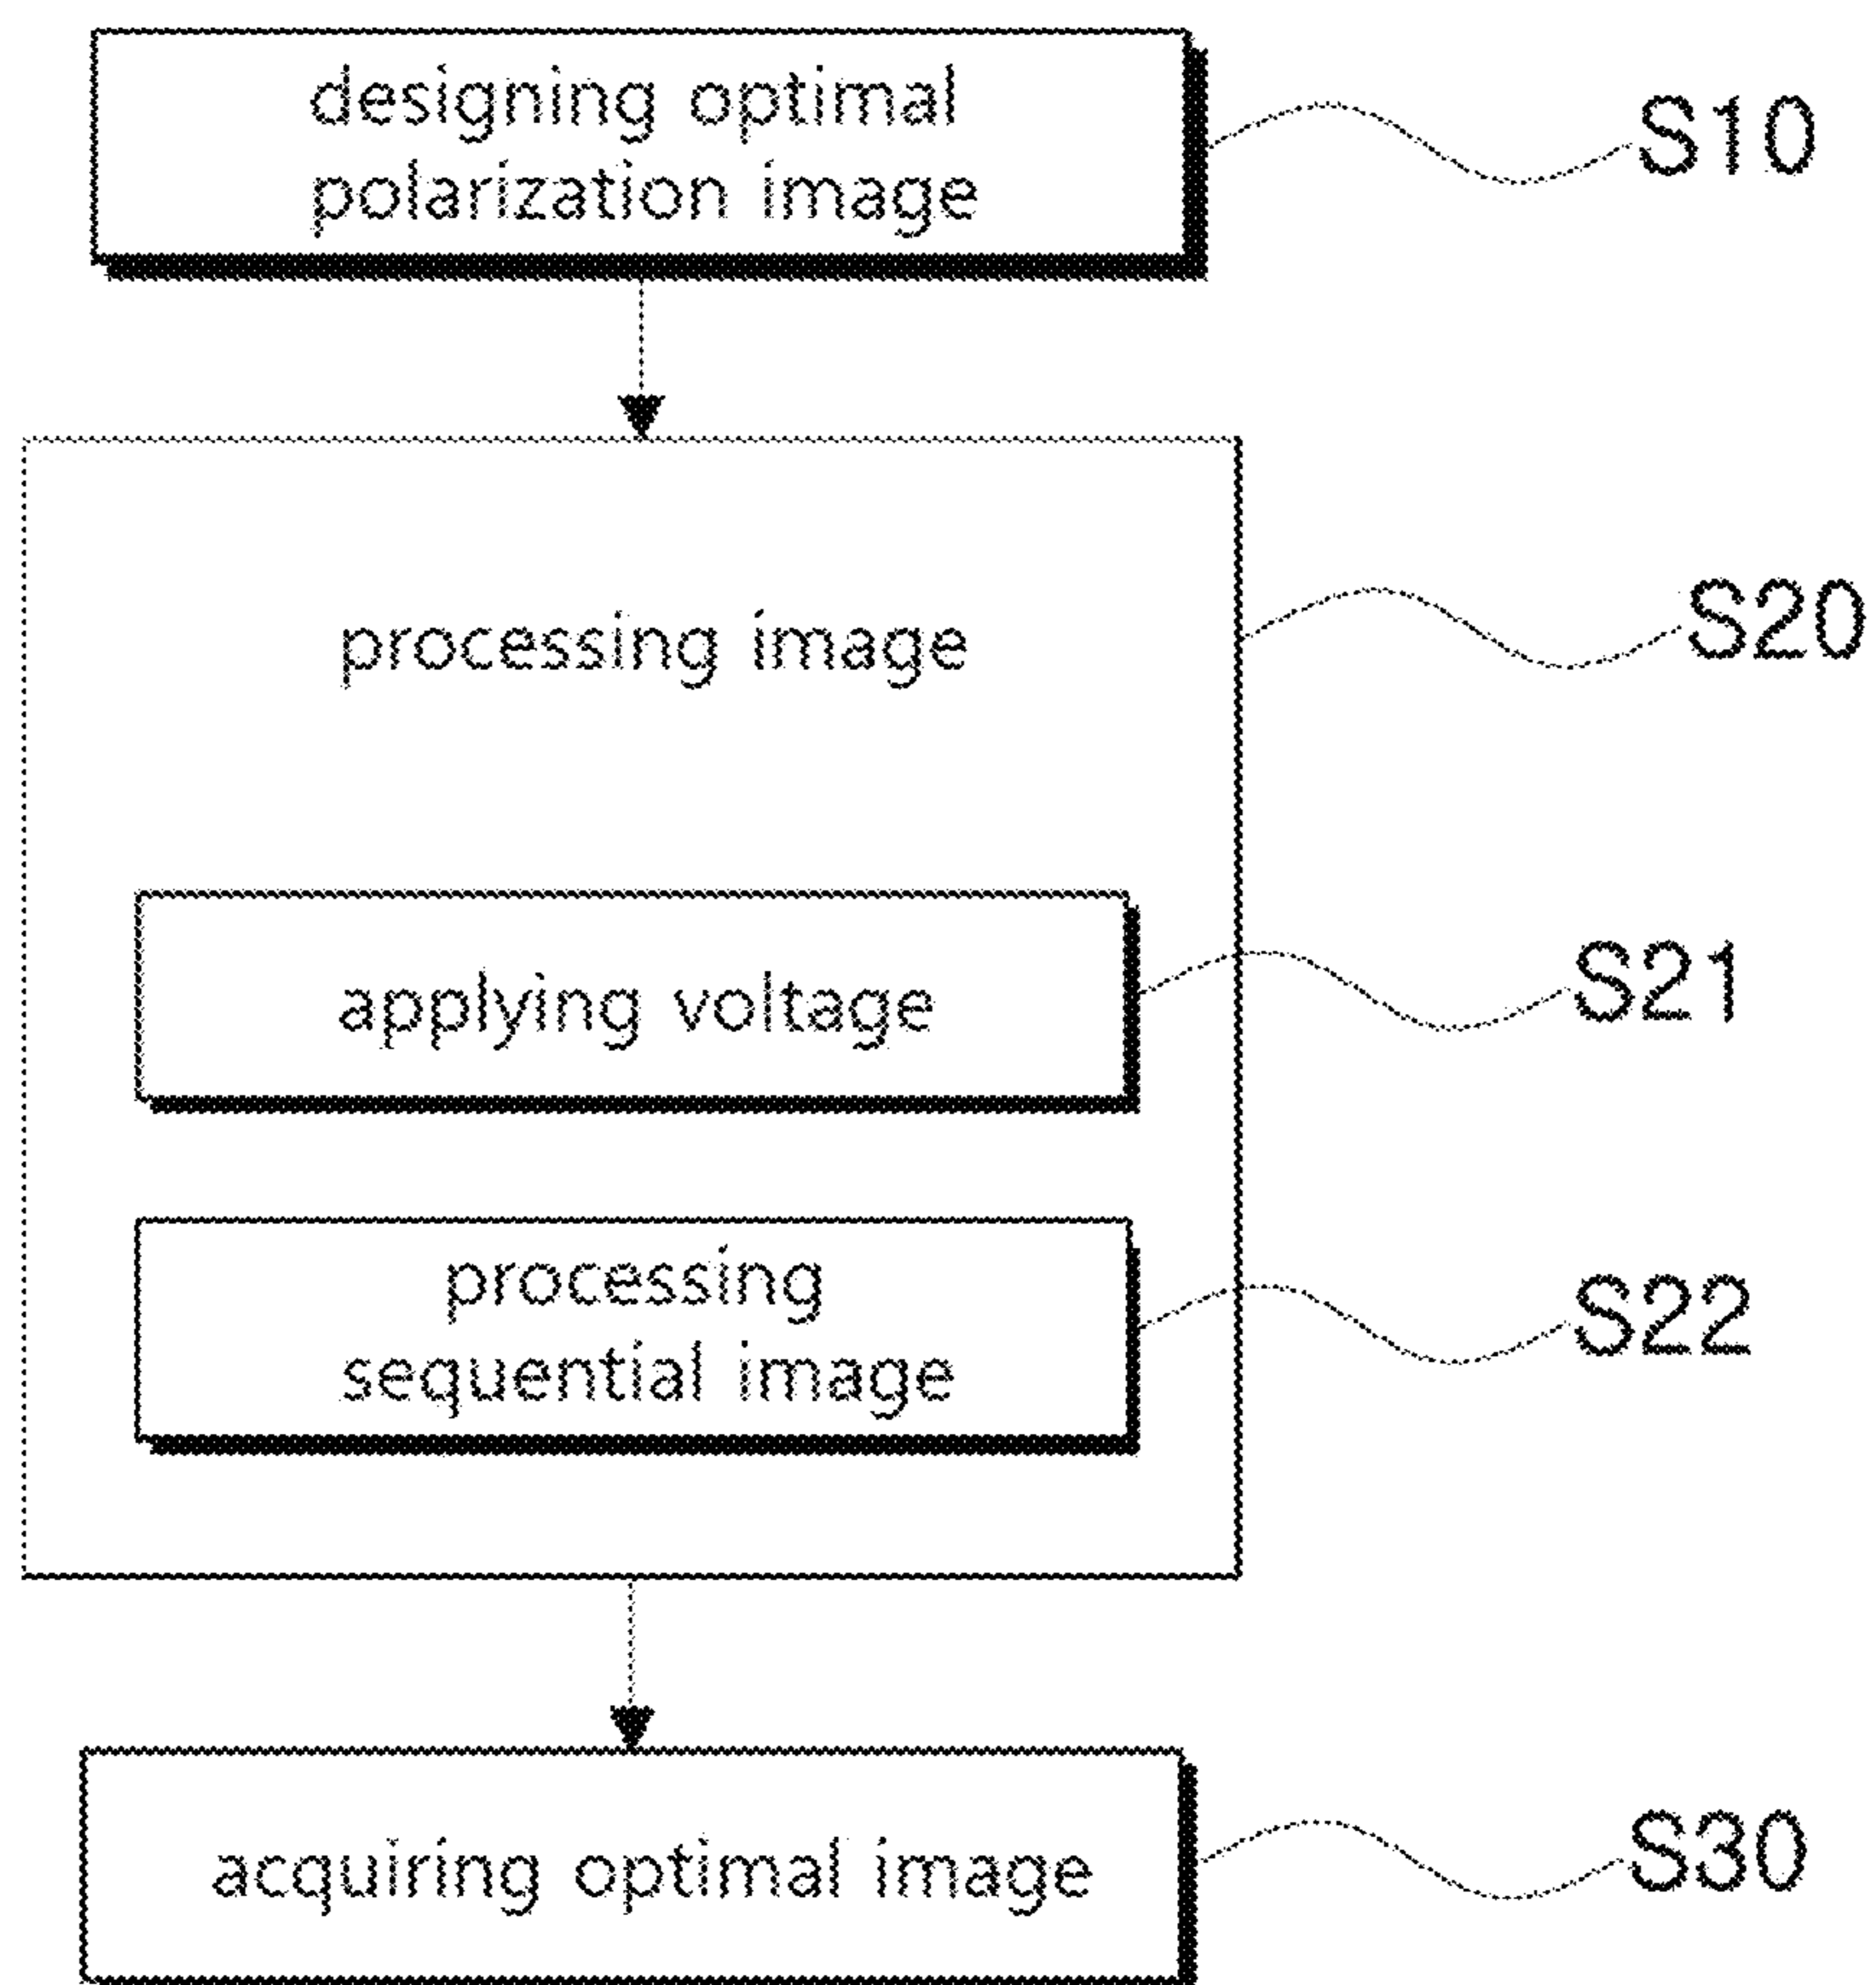 designing optimal
polarization image
S10
processing image
S20
applying voltage
S21
processing
sequential image
S22
acquiring optimal image
S30